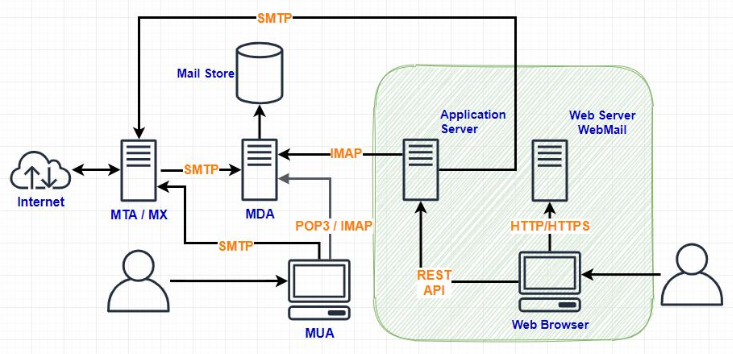 SMTP
Mail Store
Application
Server
Web Server
WebMail
IMAP
SMTP
Internet
MTA / MX
MDA
POP3 / IMAP
HTTP/HTTPS
SMTP
REST
API
MUA
Web Browser